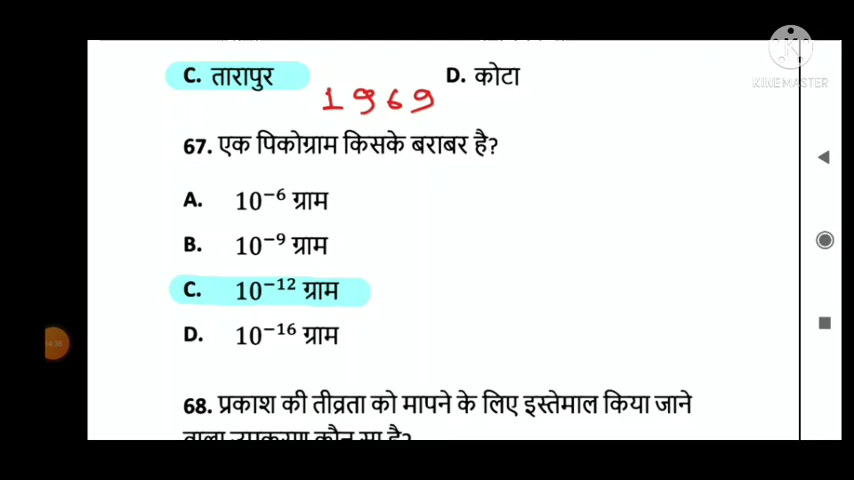 C. तारापुर D. कोटा
1969
67. एक पिकोग्राम किसके बराबर है?
A. 10⁻⁶ ग्राम
B. 10⁻⁹ ग्राम
C. 10⁻¹² ग्राम
D. 10⁻¹⁶ ग्राम
68. प्रकाश की तीव्रता को मापने के लिए इस्तेमाल किया जाने
वाला उपकरण कौन सा है?
KINEMASTER